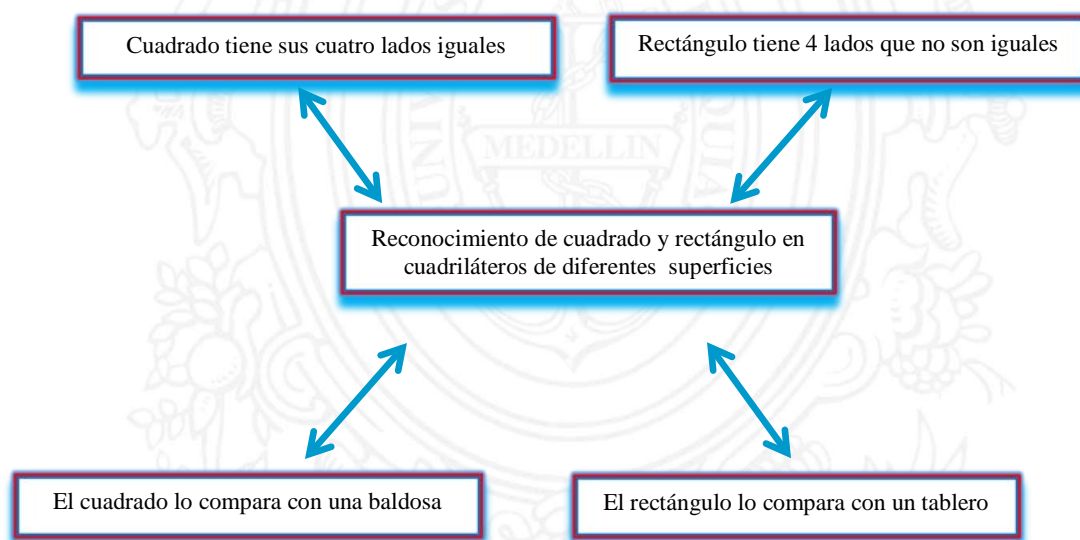 Cuadrado tiene sus cuatro lados iguales
Rectángulo tiene 4 lados que no son iguales
MEDELLIN
Reconocimiento de cuadrado y rectángulo en
cuadriláteros de diferentes superficies
El cuadrado lo compara con una baldosa
El rectángulo lo compara con un tablero